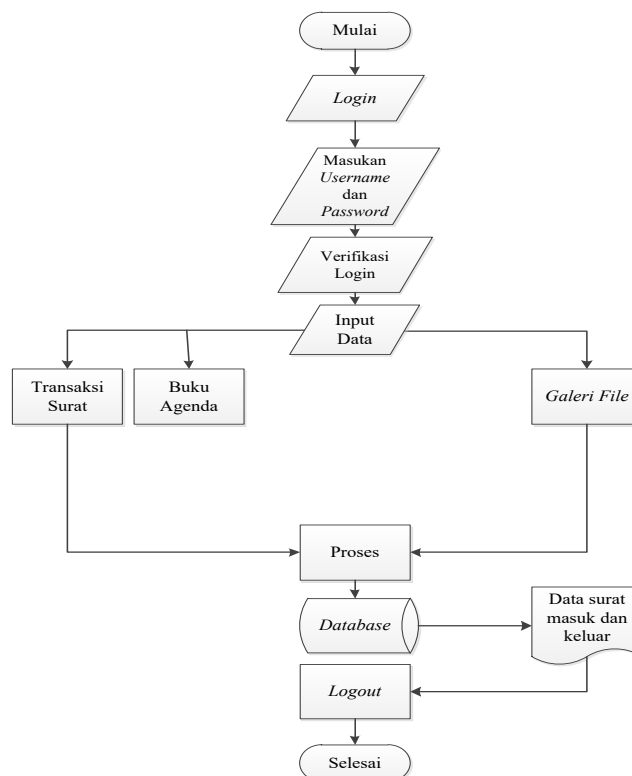 Mulai
Login
Masukan
Username
dan
Password
Verifikasi
Login
Input
Data
Transaksi
Surat
Buku
Agenda
Galeri File
Proses
Database
Data surat
masuk dan
keluar
Logout
Selesai